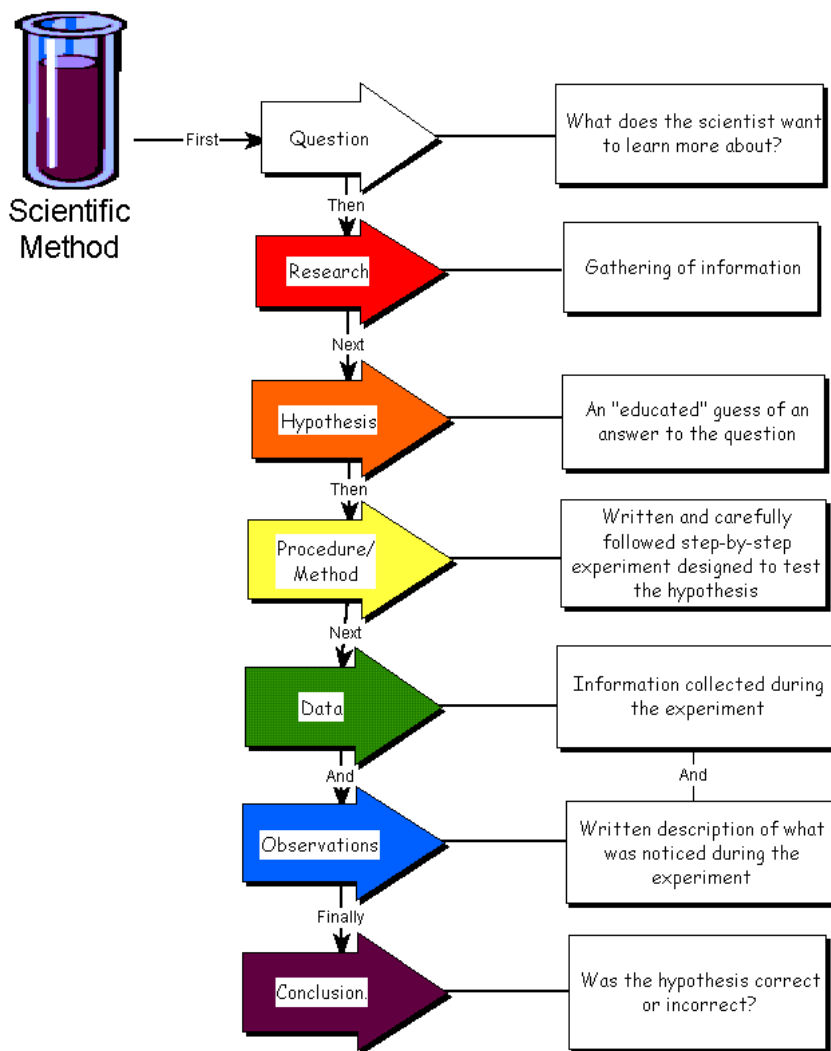 First
Question
What does the scientist want
to learn more about?
Scientific
Method
Then
Research
Gathering of information
Next
Hypothesis
An "educated" guess of an
answer to the question
Then
Procedure/
Method
Written and carefully
followed step-by-step
experiment designed to test
the hypothesis
Next
Data
Information collected during
the experiment
And
And
Observations
Written description of what
was noticed during the
experiment
Finally
Conclusion.
Was the hypothesis correct
or incorrect?